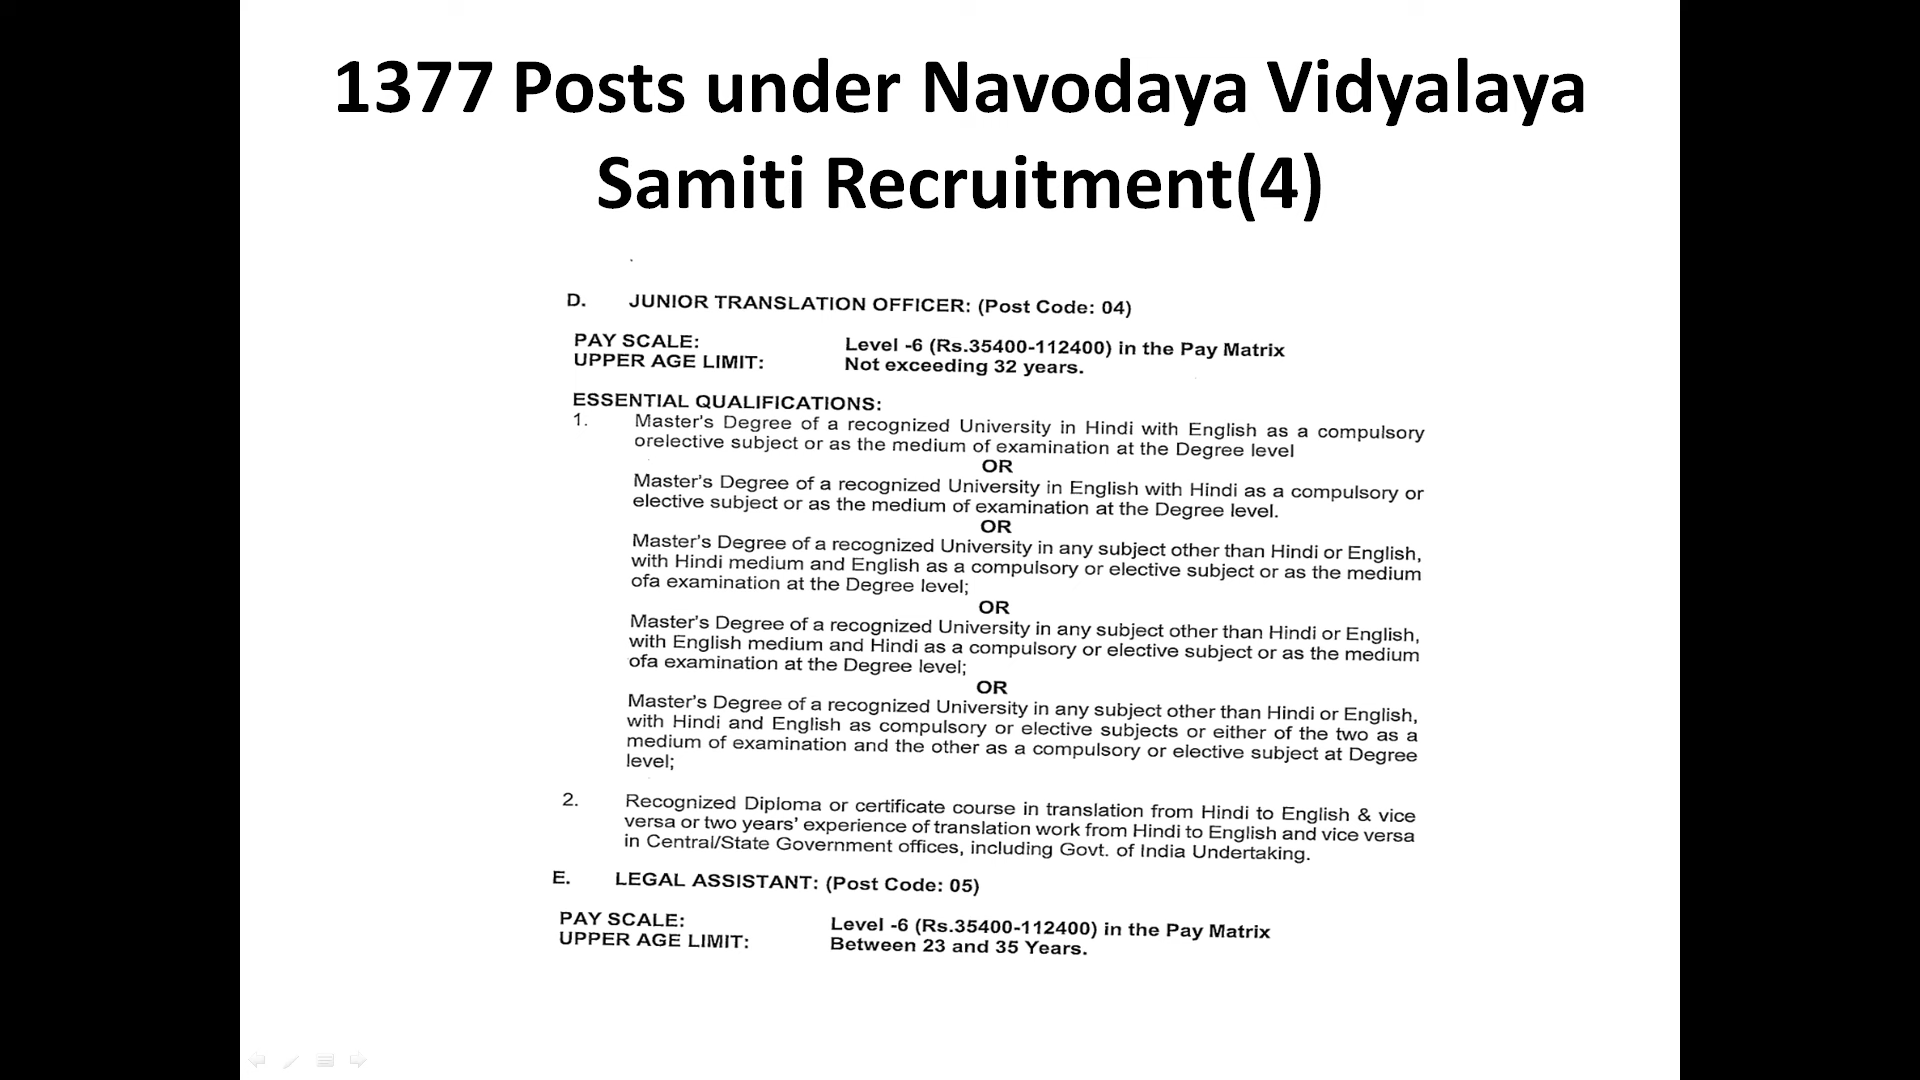 1377 Posts under Navodaya Vidyalaya
Samiti Recruitment(4)
D. JUNIOR TRANSLATION OFFICER: (Post Code: 04)
PAY SCALE: Level -6 (Rs.35400-112400) in the Pay Matrix
UPPER AGE LIMIT: Not exceeding 32 years.
ESSENTIAL QUALIFICATIONS:
1. Master's Degree of a recognized University in Hindi with English as a compulsory
orelective subject or as the medium of examination at the Degree level
OR
Master's Degree of a recognized University in English with Hindi as a compulsory or
elective subject or as the medium of examination at the Degree level.
OR
Master's Degree of a recognized University in any subject other than Hindi or English,
with Hindi medium and English as a compulsory or elective subject or as the medium
ofa examination at the Degree level;
OR
Master's Degree of a recognized University in any subject other than Hindi or English,
with English medium and Hindi as a compulsory or elective subject or as the medium
ofa examination at the Degree level;
OR
Master's Degree of a recognized University in any subject other than Hindi or English,
with Hindi and English as compulsory or elective subjects or either of the two as a
medium of examination and the other as a compulsory or elective subject at Degree
level;
2. Recognized Diploma or certificate course in translation from Hindi to English & vice
versa or two years' experience of translation work from Hindi to English and vice versa
in Central/State Government offices, including Govt. of India Undertaking.
E. LEGAL ASSISTANT: (Post Code: 05)
PAY SCALE: Level -6 (Rs.35400-112400) in the Pay Matrix
UPPER AGE LIMIT: Between 23 and 35 Years.